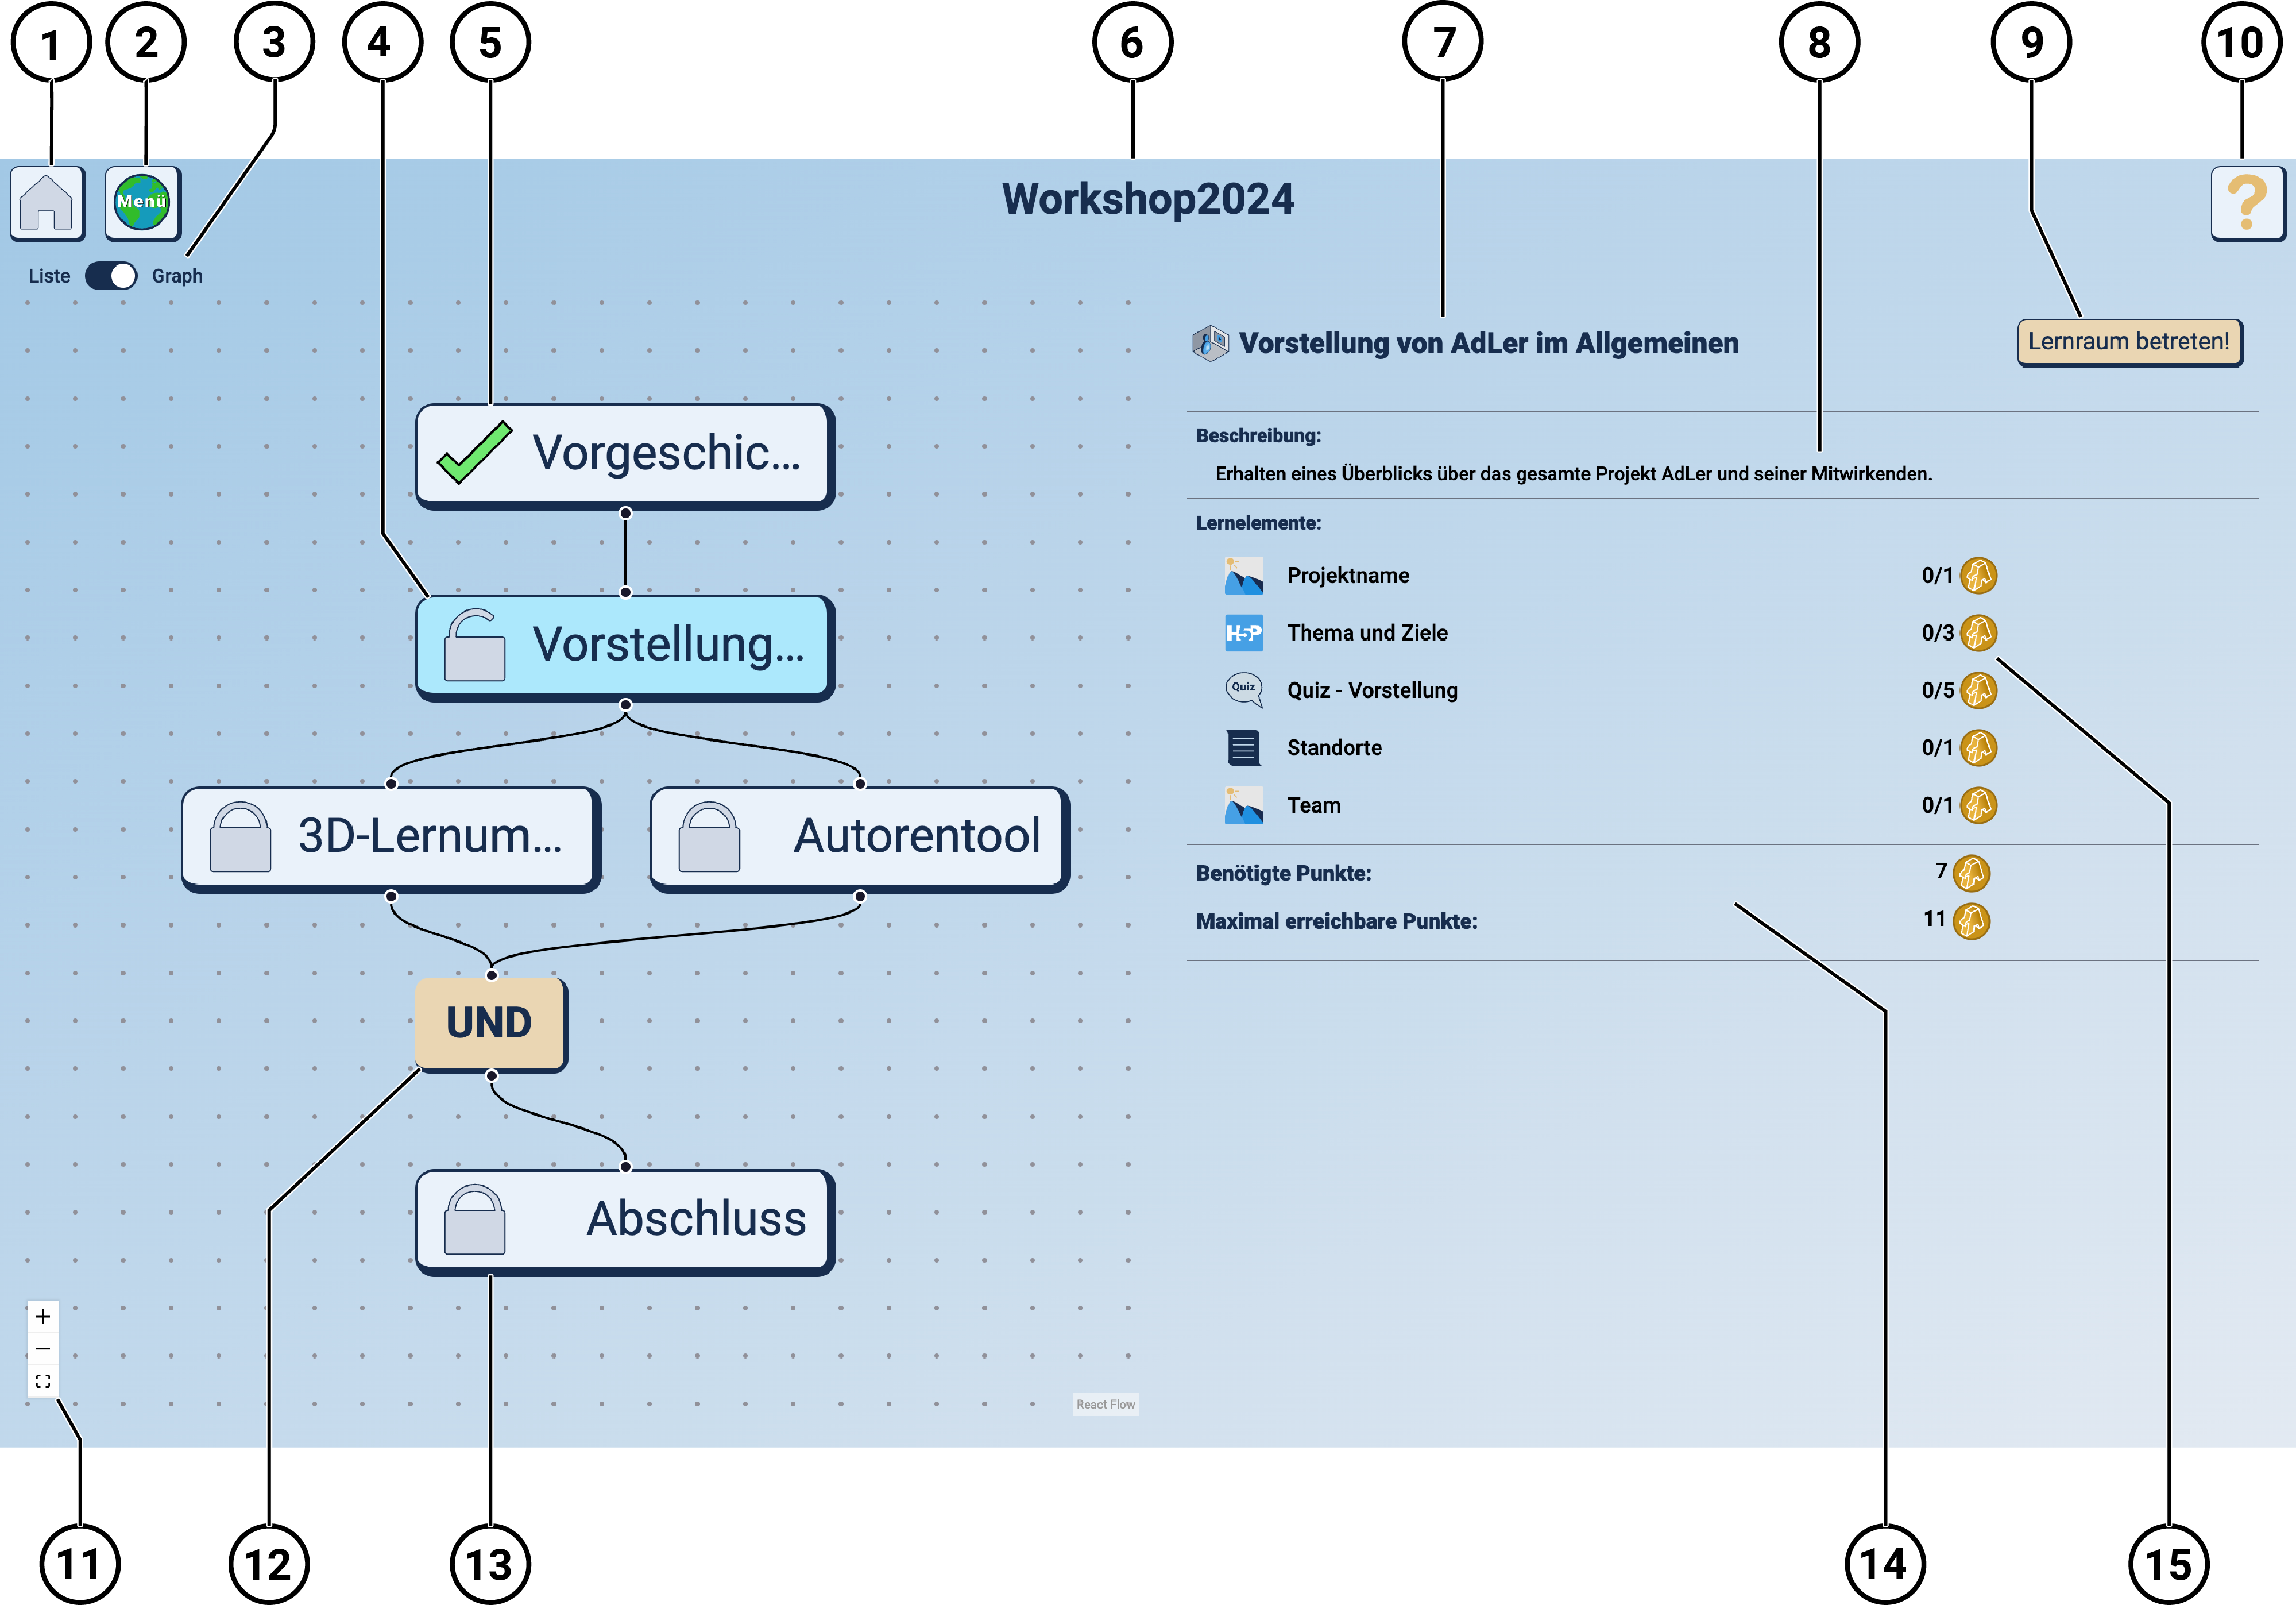 1 2 3 4 5 6 7 8 9 10
Menü
Workshop2024
?
Liste Graph
Vorstellung von AdLer im Allgemeinen
Lernraum betreten!
Vorgeschic...
Beschreibung:
Erhalten eines Überblicks über das gesamte Projekt AdLer und seiner Mitwirkenden.
Lernelemente:
Projektname 0/1
Vorstellung...
H5P Thema und Ziele 0/3
Quiz Quiz - Vorstellung 0/5
Standorte 0/1
Team 0/1
3D-Lernum...
Autorentool
Benötigte Punkte: 7
Maximal erreichbare Punkte: 11
UND
Abschluss
+
−
React Flow
11 12 13 14 15